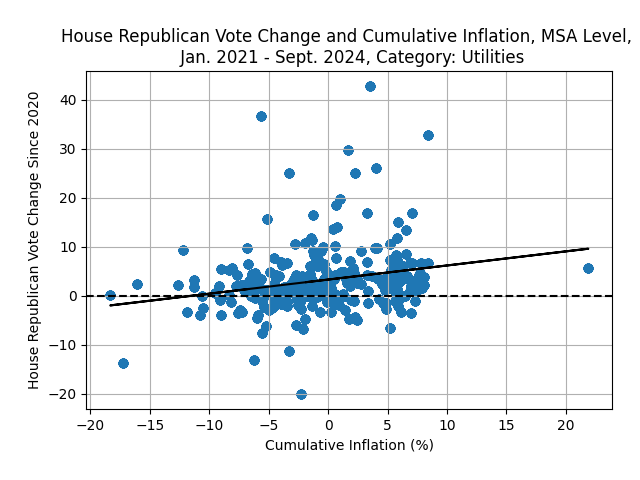 House Republican Vote Change and Cumulative Inflation, MSA Level,
Jan. 2021 - Sept. 2024, Category: Utilities
House Republican Vote Change Since 2020
40
30
20
10
0
−10
−20
−20 −15 −10 −5 0 5 10 15 20
Cumulative Inflation (%)